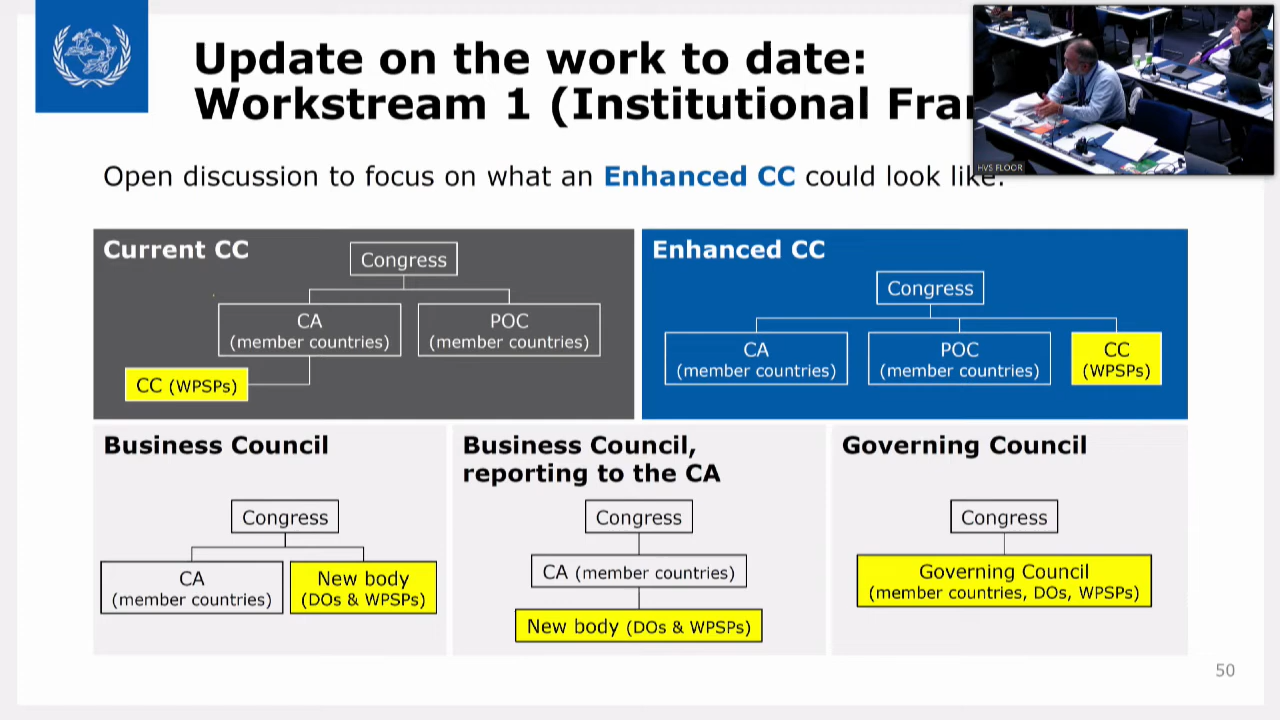 Update on the work to date:
Workstream 1 (Institutional Fra
HVS FLOOR
Open discussion to focus on what an Enhanced CC could look like.
Current CC
Congress
CA
(member countries)
POC
(member countries)
CC (WPSPs)
Enhanced CC
Congress
CA
(member countries)
POC
(member countries)
CC
(WPSPs)
Business Council
Congress
CA
(member countries)
New body
(DOs & WPSPs)
Business Council,
reporting to the CA
Congress
CA (member countries)
New body (DOs & WPSPs)
Governing Council
Congress
Governing Council
(member countries, DOs, WPSPs)
50